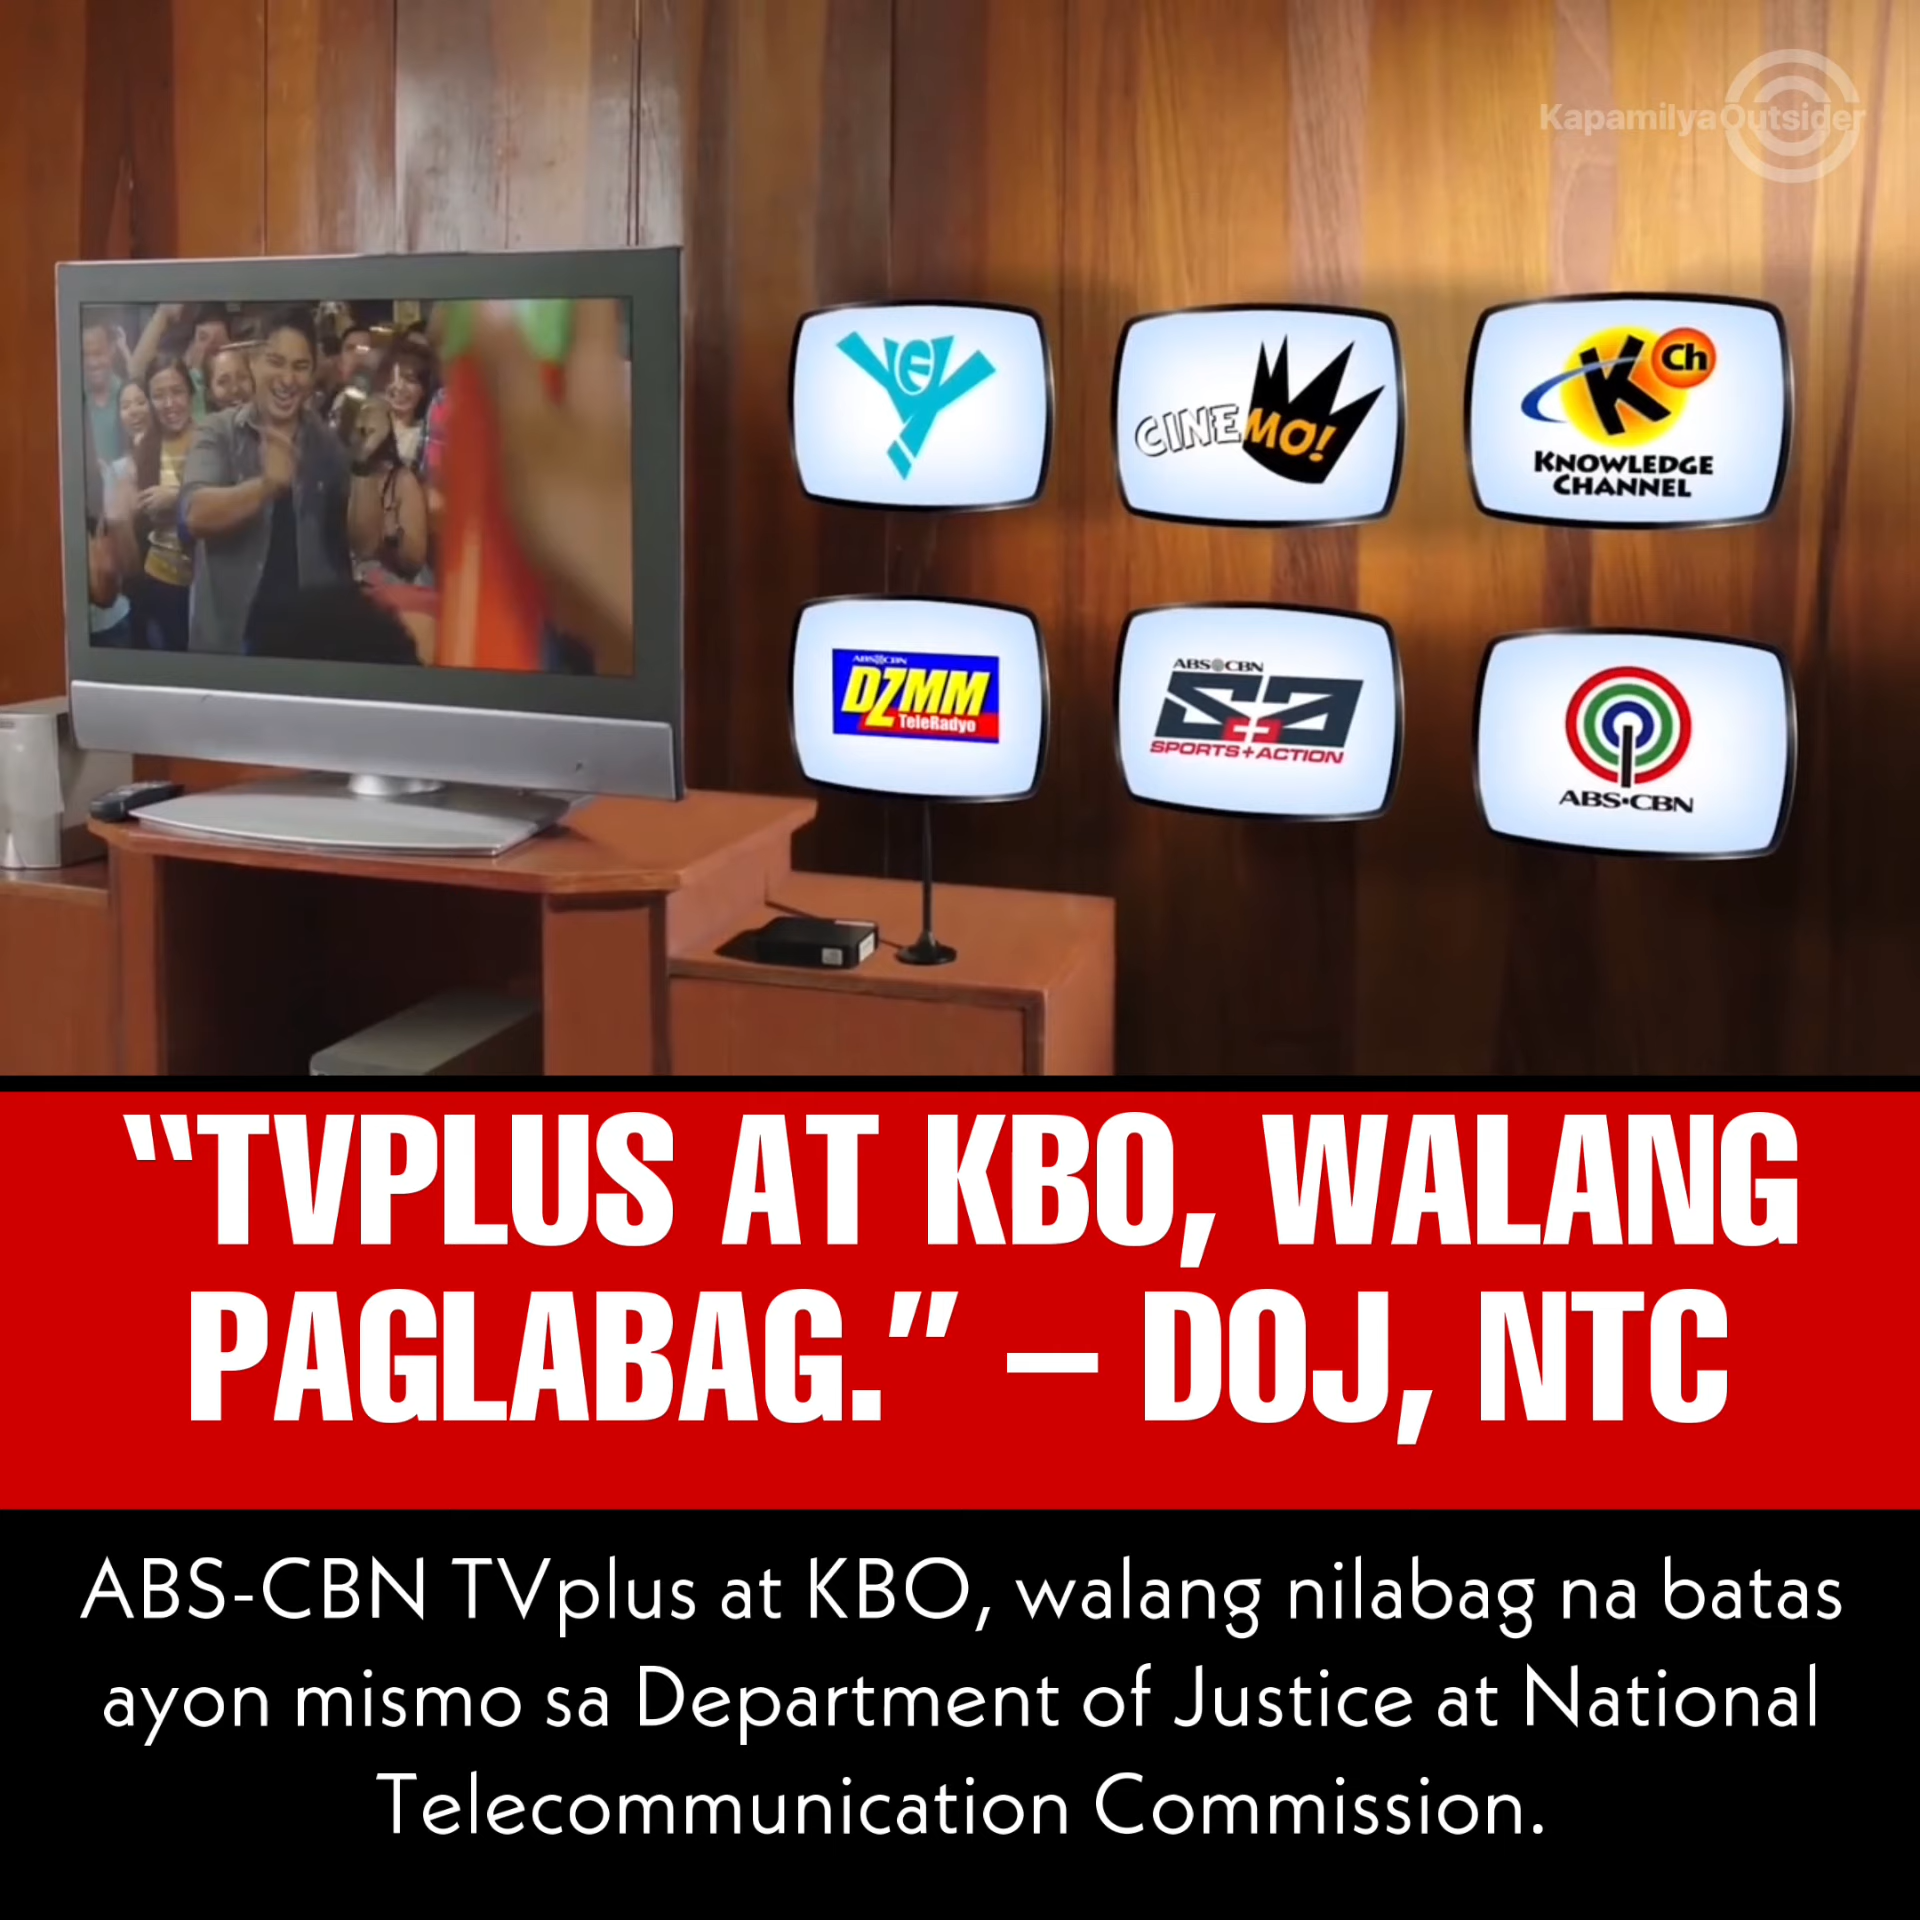 KapamilyaOutsider
YEY
CINEMO!
K Ch
KNOWLEDGE
CHANNEL
ABS CBN
DZMM
TeleRadyo
ABS CBN
S+A
SPORTS+ACTION
ABS•CBN
“TVPLUS AT KBO, WALANG
PAGLABAG.” – DOJ, NTC
ABS-CBN TVplus at KBO, walang nilabag na batas
ayon mismo sa Department of Justice at National
Telecommunication Commission.